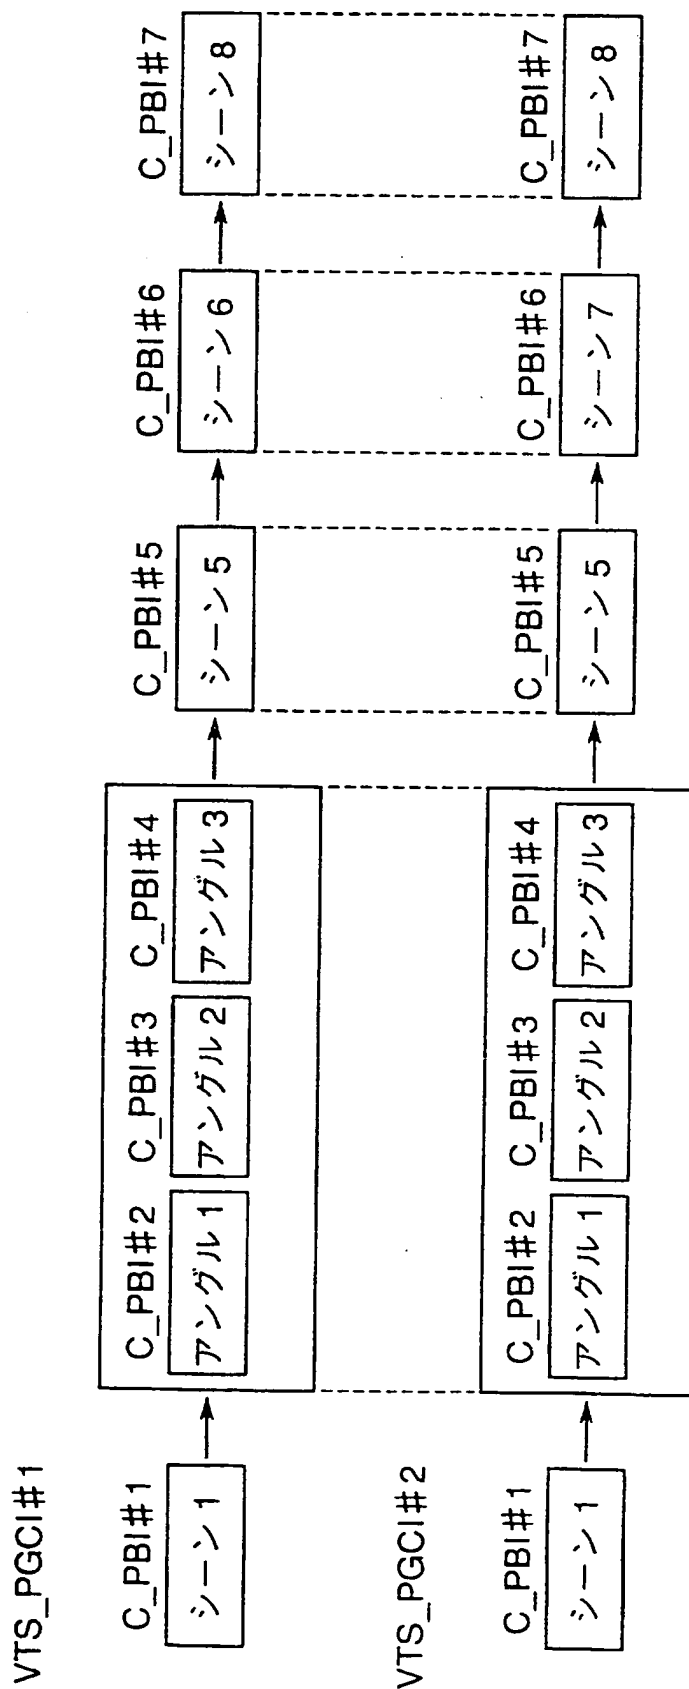 VTS_PGCI#1
C_PBI#1
シーン1
C_PBI#2
アングル1
C_PBI#3
アングル2
C_PBI#4
アングル3
C_PBI#5
シーン5
C_PBI#6
シーン6
C_PBI#7
シーン8
VTS_PGCI#2
C_PBI#1
シーン1
C_PBI#2
アングル1
C_PBI#3
アングル2
C_PBI#4
アングル3
C_PBI#5
シーン5
C_PBI#6
シーン7
C_PBI#7
シーン8